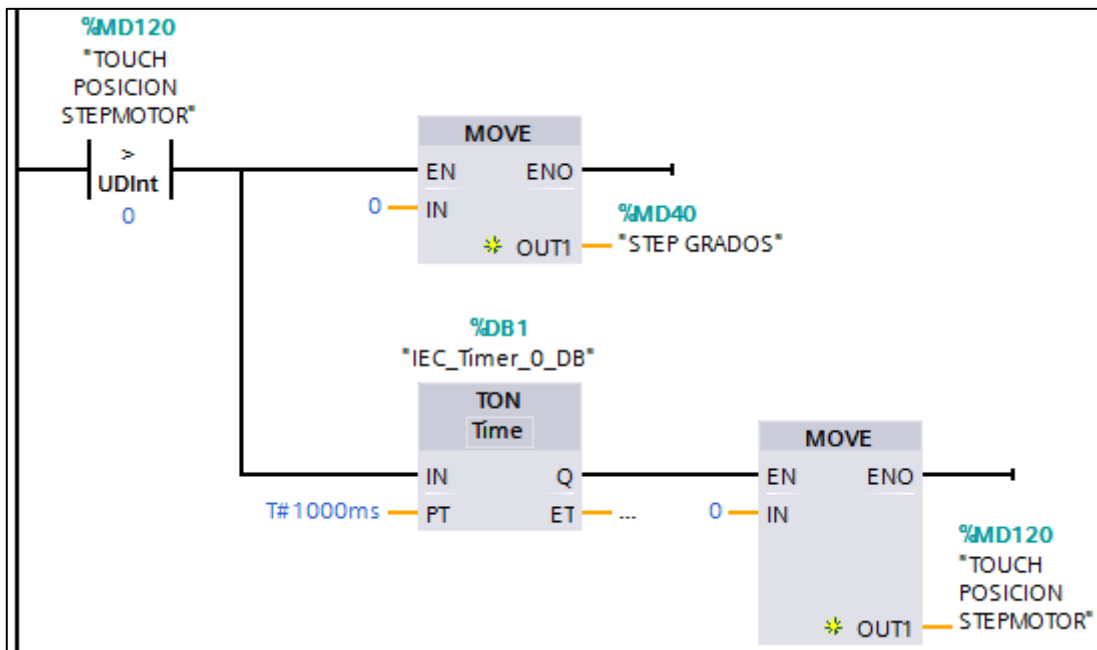 %MD120
"TOUCH
POSICION
STEPMOTOR"
>
UDInt
0
MOVE
EN ENO
0 IN
OUT1
%MD40
"STEP GRADOS"
%DB1
"IEC_Timer_0_DB"
TON
Time
IN Q
T#1000ms PT ET ...
MOVE
EN ENO
0 IN
OUT1
%MD120
"TOUCH
POSICION
STEPMOTOR"